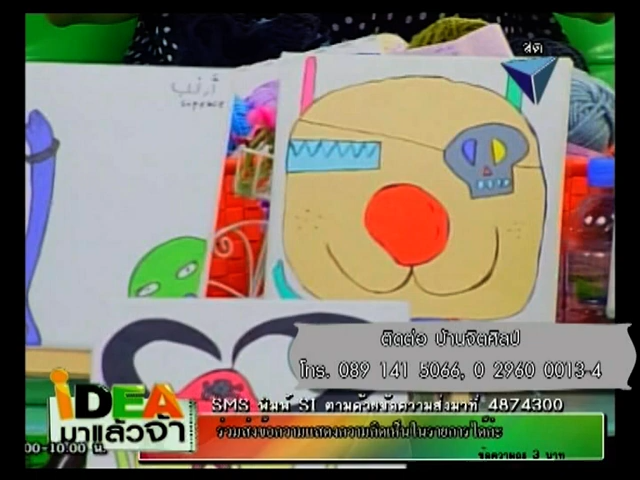 สด
ติดต่อ บ้านจิตศิลป์
โทร. 089 141 5066, 0 2960 0013-4
iDEA
มาแล้วจ้า
SMS พิมพ์ S1 ตามด้วยข้อความส่งมาที่ 4874300
ร่วมส่งข้อความแสดงความคิดเห็นในรายการได้ค่ะ
00-10.00 น.
ข้อความละ 3 บาท